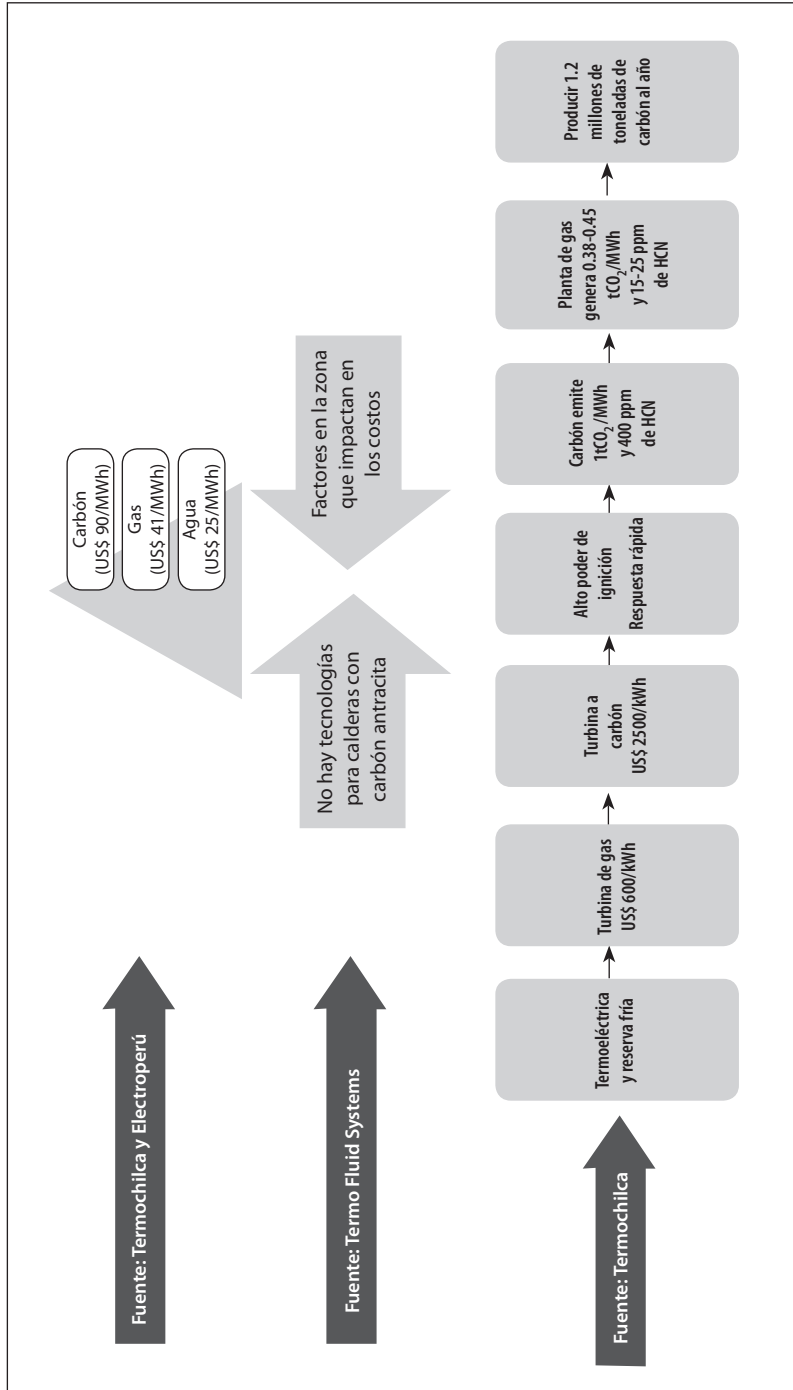 Fuente: Termochilca y Electroperú
Carbón
(US$ 90/MWh)
Gas
(US$ 41/MWh)
Agua
(US$ 25/MWh)
Fuente: Termo Fluid Systems
No hay tecnologías
para calderas con
carbón antracita
Factores en la zona
que impactan en
los costos
Fuente: Termochilca
Termoeléctrica
y reserva fría
Turbina de gas
US$ 600/kWh
Turbina a
carbón
US$ 2500/kWh
Alto poder de
ignición
Respuesta rápida
Carbón emite
1tCO₂/MWh
y 400 ppm
de HCN
Planta de gas
genera 0.38-0.45
tCO₂/MWh
y 15-25 ppm
de HCN
Producir 1.2
millones de
toneladas de
carbón al año